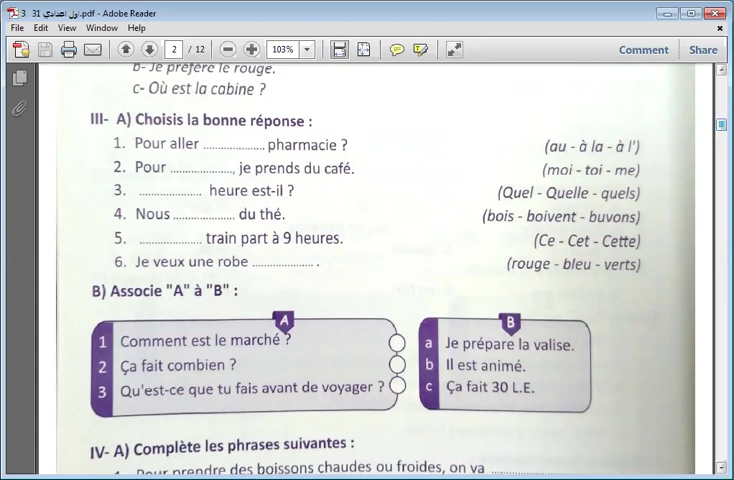 3 اول اعدادي 31.pdf - Adobe Reader
File Edit View Window Help
2 / 12 103% Comment Share
b- Je préfère le rouge.
c- Où est la cabine ?
III- A) Choisis la bonne réponse :
1. Pour aller .................... pharmacie ? (au - à la - à l')
2. Pour ...................., je prends du café. (moi - toi - me)
3. .................... heure est-il ? (Quel - Quelle - quels)
4. Nous .................... du thé. (bois - boivent - buvons)
5. .................... train part à 9 heures. (Ce - Cet - Cette)
6. Je veux une robe .................... . (rouge - bleu - verts)
B) Associe "A" à "B" :
A
1 Comment est le marché ?
2 Ça fait combien ?
3 Qu'est-ce que tu fais avant de voyager ?
B
a Je prépare la valise.
b Il est animé.
c Ça fait 30 L.E.
IV- A) Complète les phrases suivantes :
1. Pour prendre des boissons chaudes ou froides, on va ....................